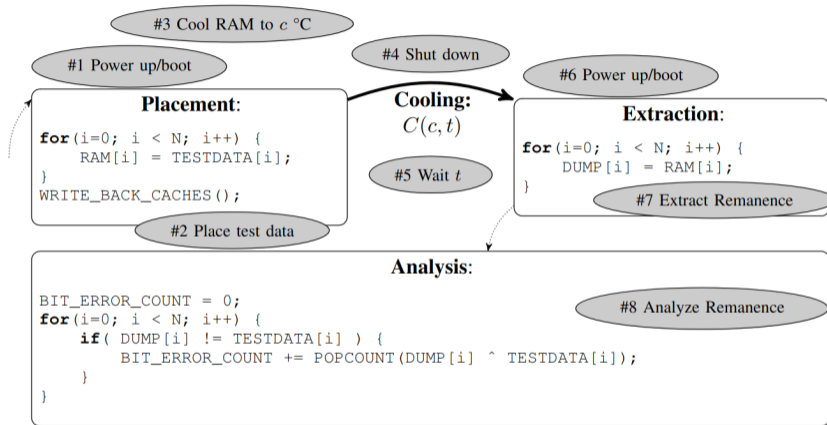 #3 Cool RAM to c °C
#4 Shut down
#1 Power up/boot
#6 Power up/boot
Placement:
for(i=0; i < N; i++) {
    RAM[i] = TESTDATA[i];
}
WRITE_BACK_CACHES();
#2 Place test data
Cooling:
C(c, t)
#5 Wait t
Extraction:
for(i=0; i < N; i++) {
    DUMP[i] = RAM[i];
}
#7 Extract Remanence
Analysis:
BIT_ERROR_COUNT = 0;
for(i=0; i < N; i++) {
    if( DUMP[i] != TESTDATA[i] ) {
        BIT_ERROR_COUNT += POPCOUNT(DUMP[i] ^ TESTDATA[i]);
    }
}
#8 Analyze Remanence